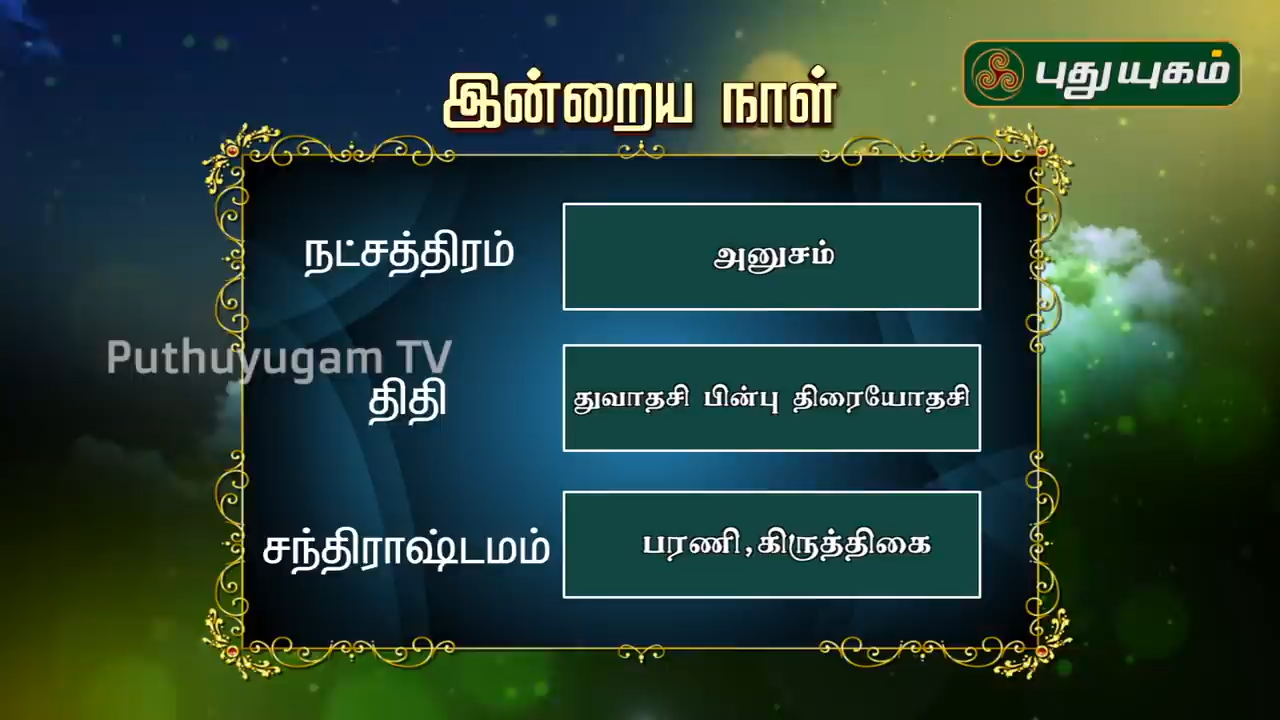 இன்றைய நாள்
புதுயுகம்
நட்சத்திரம்
அனுசம்
Puthuyugam TV
திதி
துவாதசி பின்பு திரையோதசி
சந்திராஷ்டமம்
பரணி,கிருத்திகை